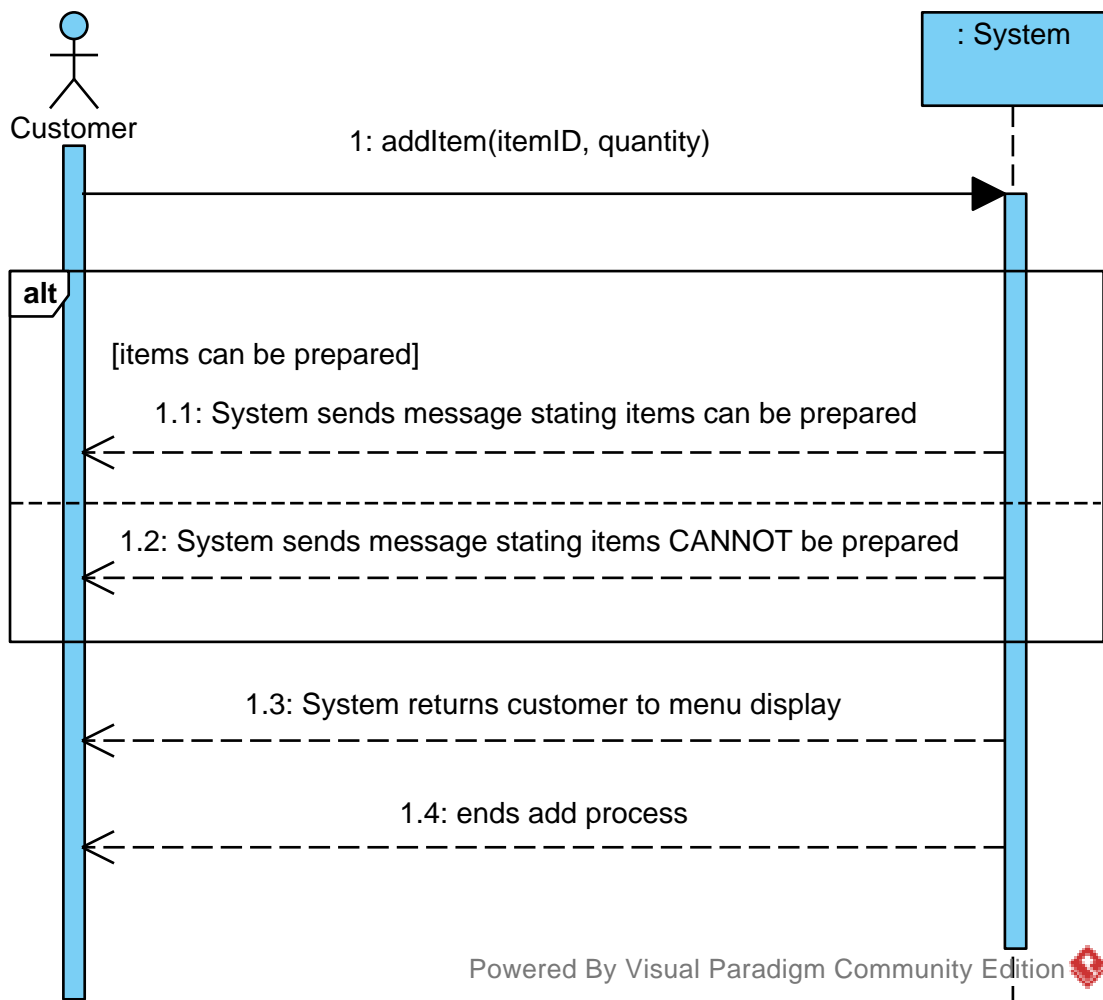 : System
Customer
1: addItem(itemID, quantity)
alt
[items can be prepared]
1.1: System sends message stating items can be prepared
1.2: System sends message stating items CANNOT be prepared
1.3: System returns customer to menu display
1.4: ends add process
Powered By Visual Paradigm Community Edition